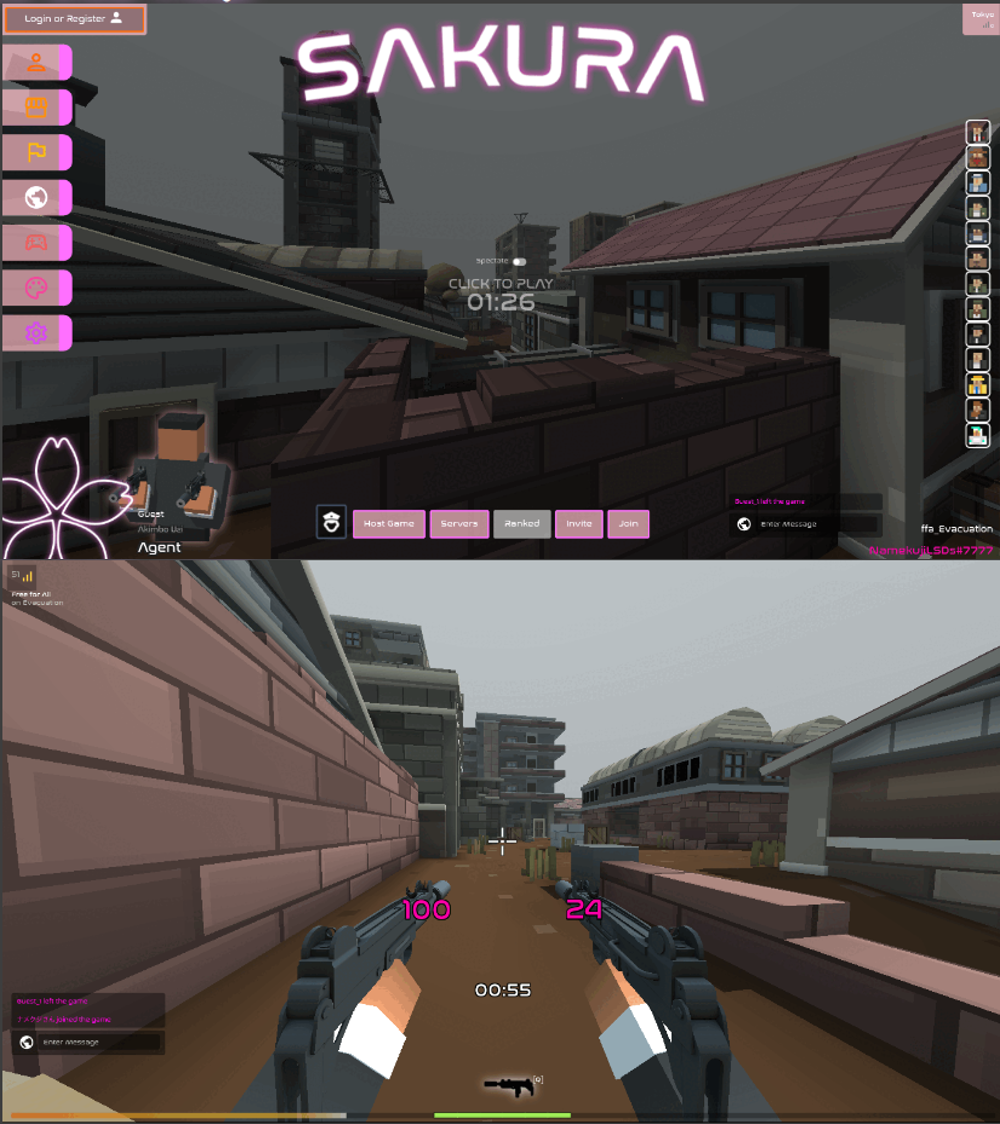 Login or Register
SAKURA
Tokyo
Spectate
CLICK TO PLAY
01:26
Guest
Akimbo Uzi
Agent
Host Game
Servers
Ranked
Invite
Join
Guest_1 left the game
Enter Message
ffa_Evacuation
NamekujiLSDs#7777
51
Free for All
on Evacuation
100
24
00:55
Guest_1 left the game
joined the game
Enter Message
[Q]